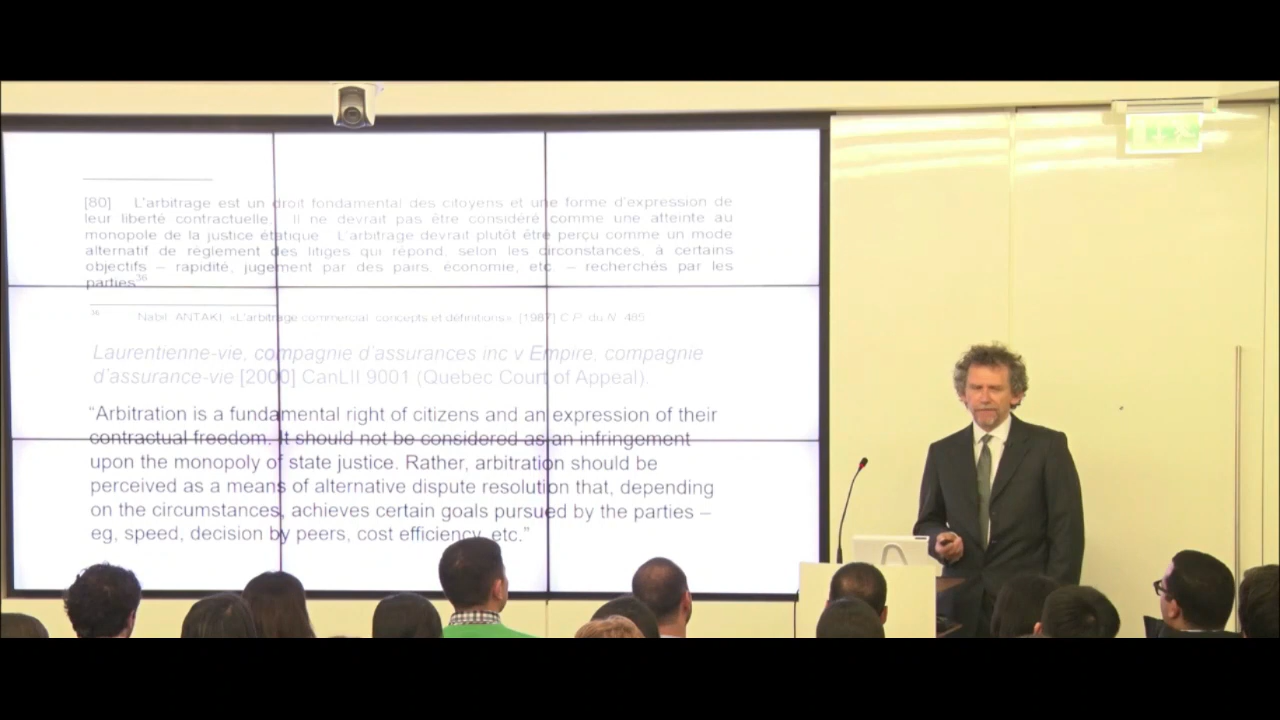 [80] L'arbitrage est un droit fondamental des citoyens et une forme d'expression de
leur liberté contractuelle. Il ne devrait pas être considéré comme une atteinte au
monopole de la justice étatique. L'arbitrage devrait plutôt être perçu comme un mode
alternatif de règlement des litiges qui répond, selon les circonstances, à certains
objectifs – rapidité, jugement par des pairs, économie, etc. – recherchés par les
parties36
36 Nabil ANTAKI, «L'arbitrage commercial: concepts et définitions», [1987] C.P. du N. 485
Laurentienne-vie, compagnie d'assurances inc v Empire, compagnie
d'assurance-vie [2000] CanLII 9001 (Quebec Court of Appeal).
“Arbitration is a fundamental right of citizens and an expression of their
contractual freedom. It should not be considered as an infringement
upon the monopoly of state justice. Rather, arbitration should be
perceived as a means of alternative dispute resolution that, depending
on the circumstances, achieves certain goals pursued by the parties –
eg, speed, decision by peers, cost efficiency, etc.”